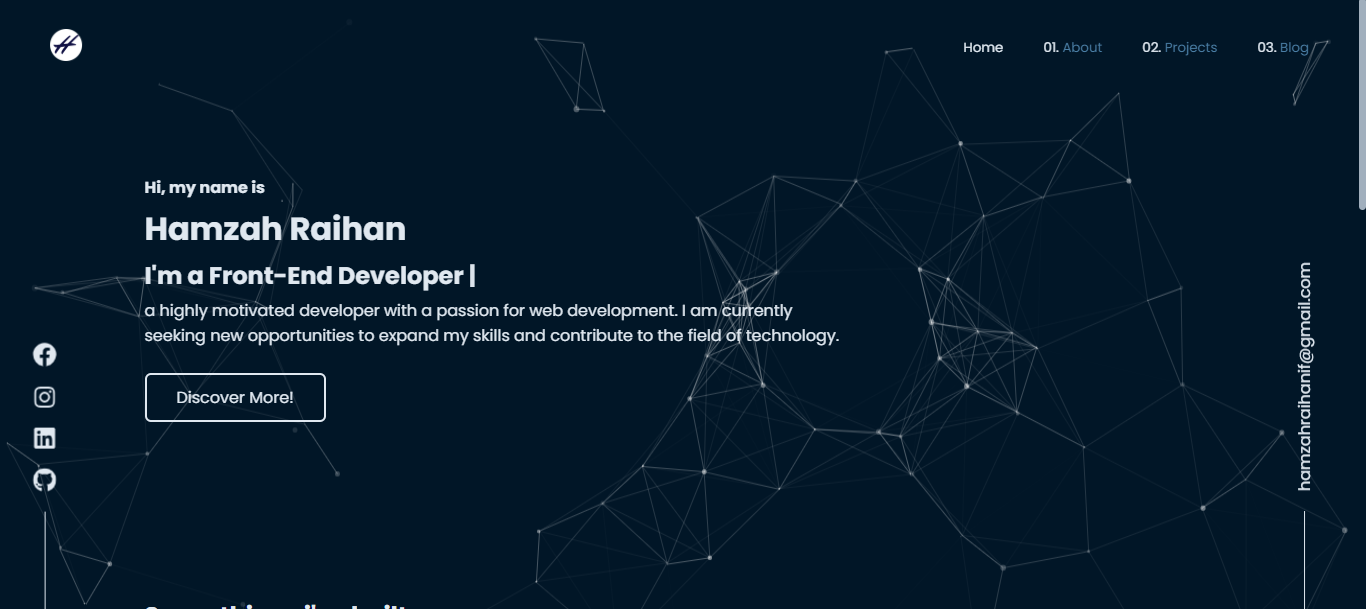 Home 01. About 02. Projects 03. Blog
Hi, my name is
Hamzah Raihan
I'm a Front-End Developer |
a highly motivated developer with a passion for web development. I am currently
seeking new opportunities to expand my skills and contribute to the field of technology.
Discover More!
hamzahraihanif@gmail.com